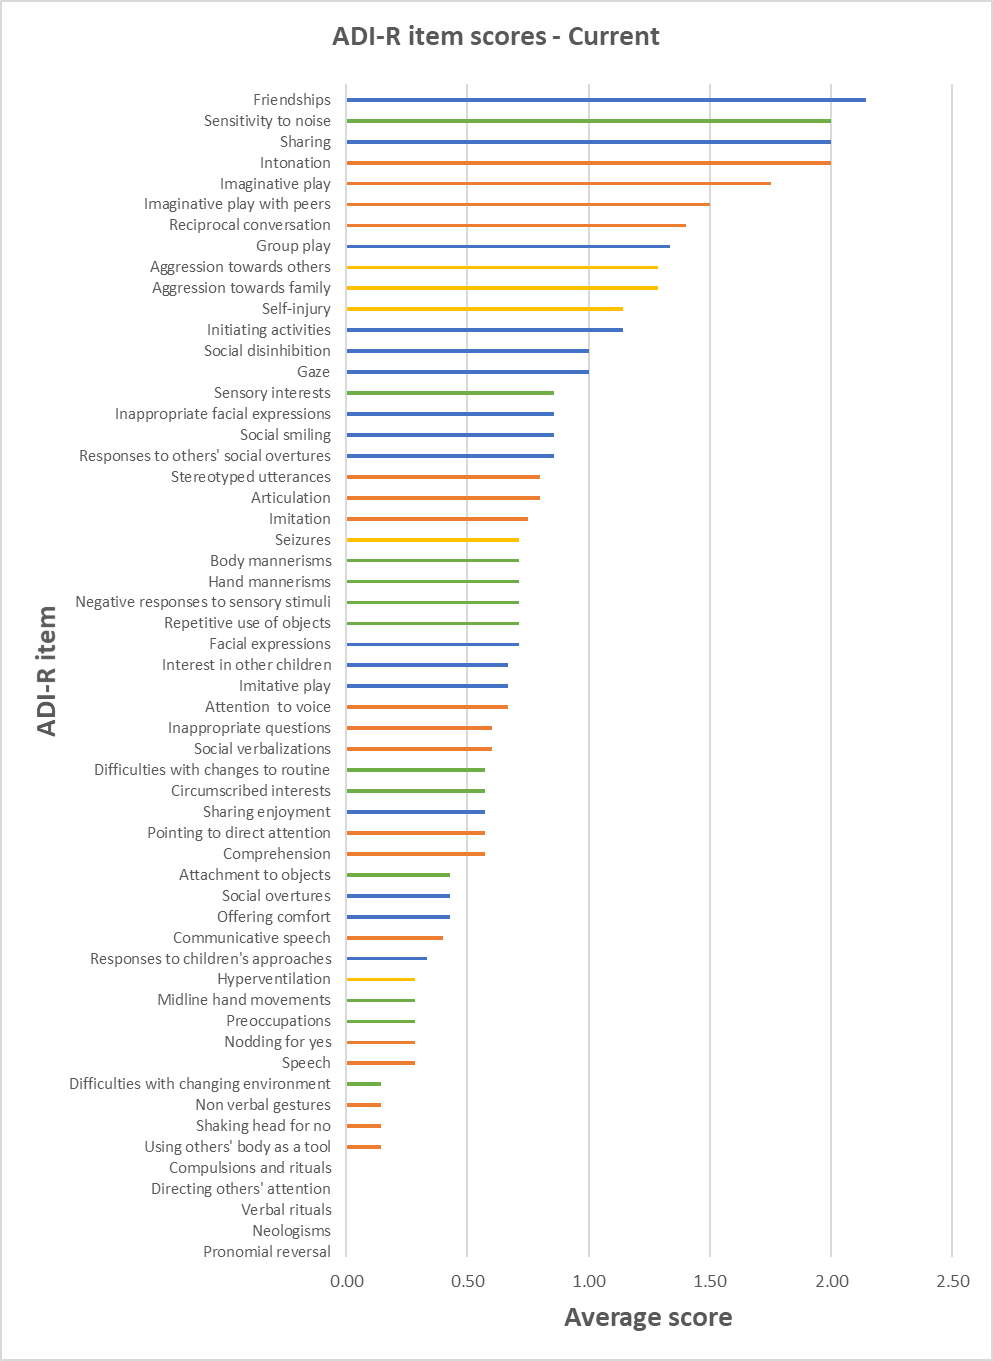 ADI-R item scores - Current
Friendships
Sensitivity to noise
Sharing
Intonation
Imaginative play
Imaginative play with peers
Reciprocal conversation
Group play
Aggression towards others
Aggression towards family
Self-injury
Initiating activities
Social disinhibition
Gaze
Sensory interests
Inappropriate facial expressions
Social smiling
Responses to others' social overtures
Stereotyped utterances
Articulation
Imitation
Seizures
Body mannerisms
Hand mannerisms
Negative responses to sensory stimuli
Repetitive use of objects
Facial expressions
Interest in other children
Imitative play
Attention  to voice
Inappropriate questions
Social verbalizations
Difficulties with changes to routine
Circumscribed interests
Sharing enjoyment
Pointing to direct attention
Comprehension
Attachment to objects
Social overtures
Offering comfort
Communicative speech
Responses to children's approaches
Hyperventilation
Midline hand movements
Preoccupations
Nodding for yes
Speech
Difficulties with changing environment
Non verbal gestures
Shaking head for no
Using others' body as a tool
Compulsions and rituals
Directing others' attention
Verbal rituals
Neologisms
Pronomial reversal
ADI-R item
0.00 0.50 1.00 1.50 2.00 2.50
Average score